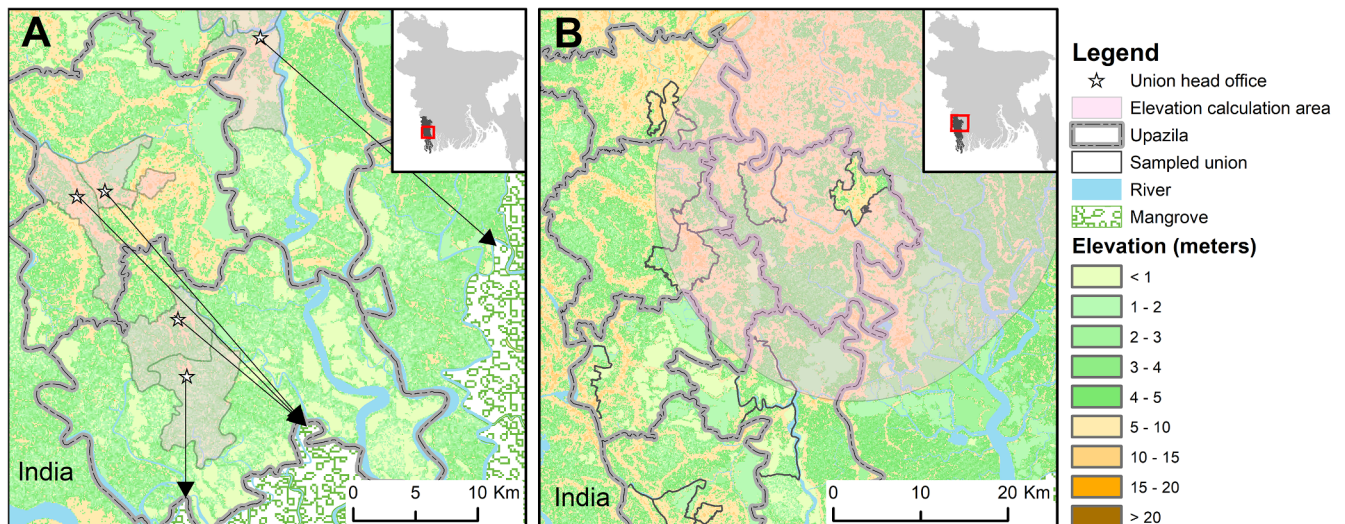 A
India
0 5 10 Km
B
India
0 10 20 Km
Legend
Union head office
Elevation calculation area
Upazila
Sampled union
River
Mangrove
Elevation (meters)
< 1
1 - 2
2 - 3
3 - 4
4 - 5
5 - 10
10 - 15
15 - 20
> 20